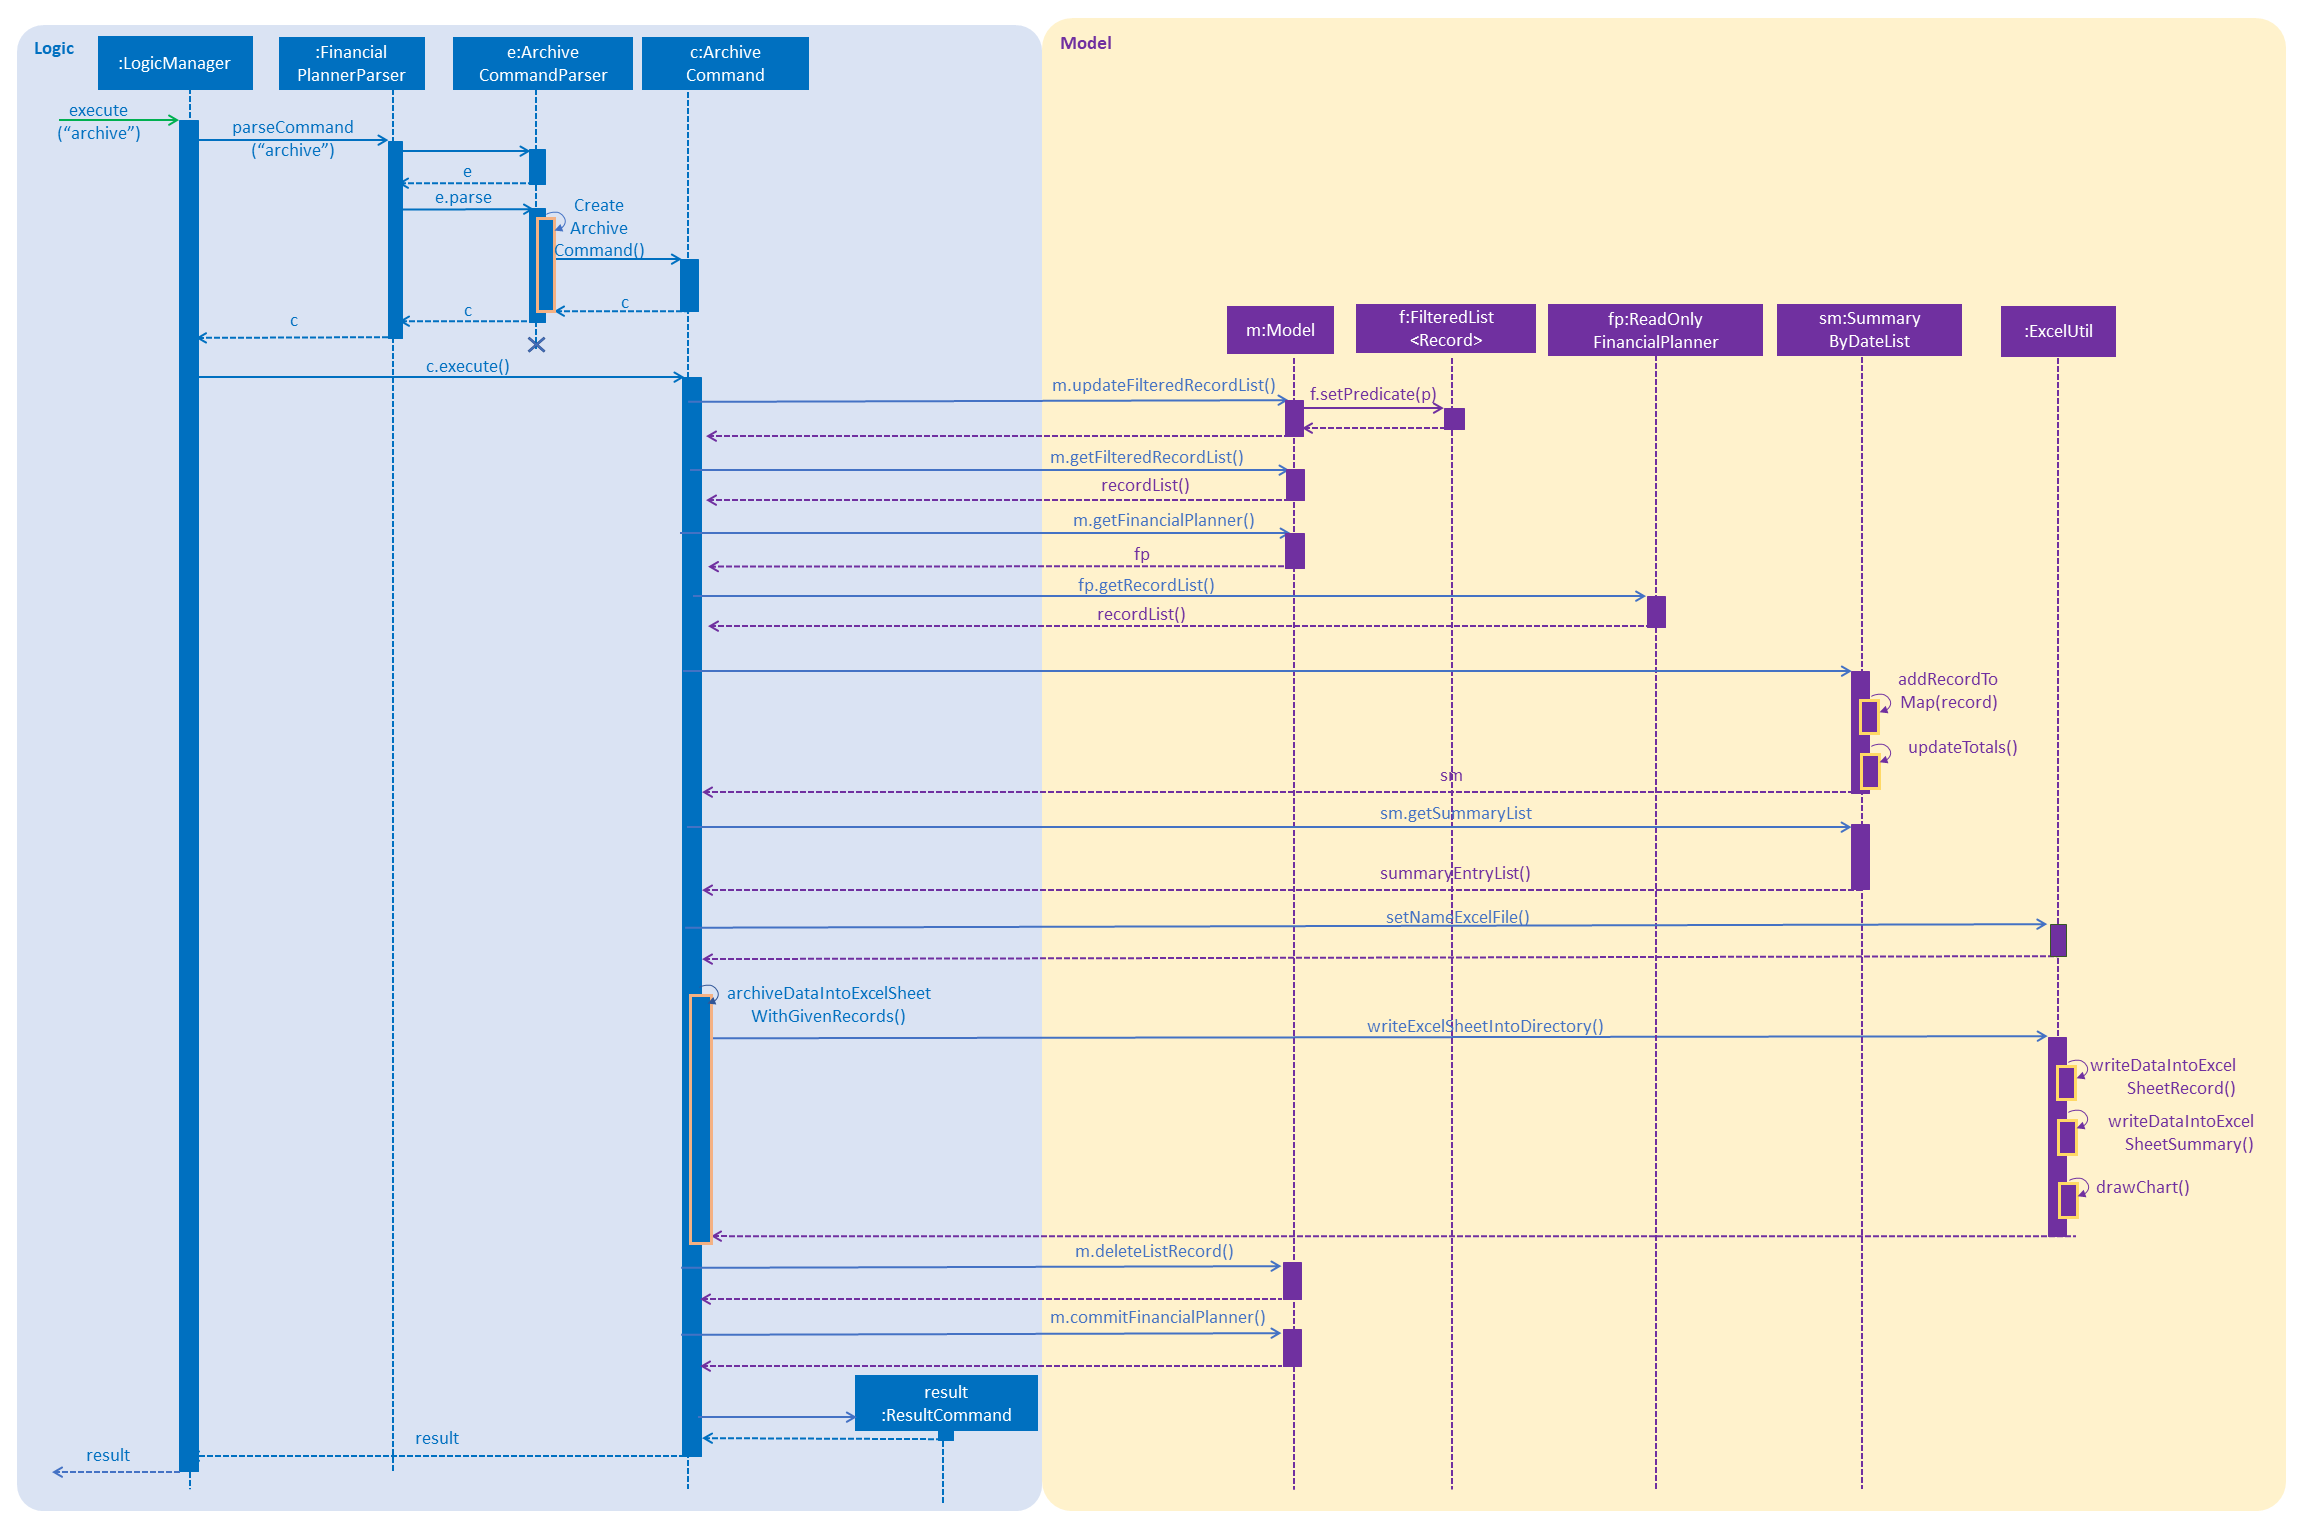 Logic
:LogicManager
:Financial
PlannerParser
e:Archive
CommandParser
c:Archive
Command
Model
execute
(“archive”)
parseCommand
(“archive”)
e
e.parse
Create
Archive
Command()
c
c
c
m:Model
f:FilteredList
<Record>
fp:ReadOnly
FinancialPlanner
sm:Summary
ByDateList
:ExcelUtil
c.execute()
m.updateFilteredRecordList()
f.setPredicate(p)
m.getFilteredRecordList()
recordList()
m.getFinancialPlanner()
fp
fp.getRecordList()
recordList()
addRecordTo
Map(record)
updateTotals()
sm
sm.getSummaryList
summaryEntryList()
setNameExcelFile()
archiveDataIntoExcelSheet
WithGivenRecords()
writeExcelSheetIntoDirectory()
writeDataIntoExcel
SheetRecord()
writeDataIntoExcel
SheetSummary()
drawChart()
m.deleteListRecord()
m.commitFinancialPlanner()
result
:ResultCommand
result
result